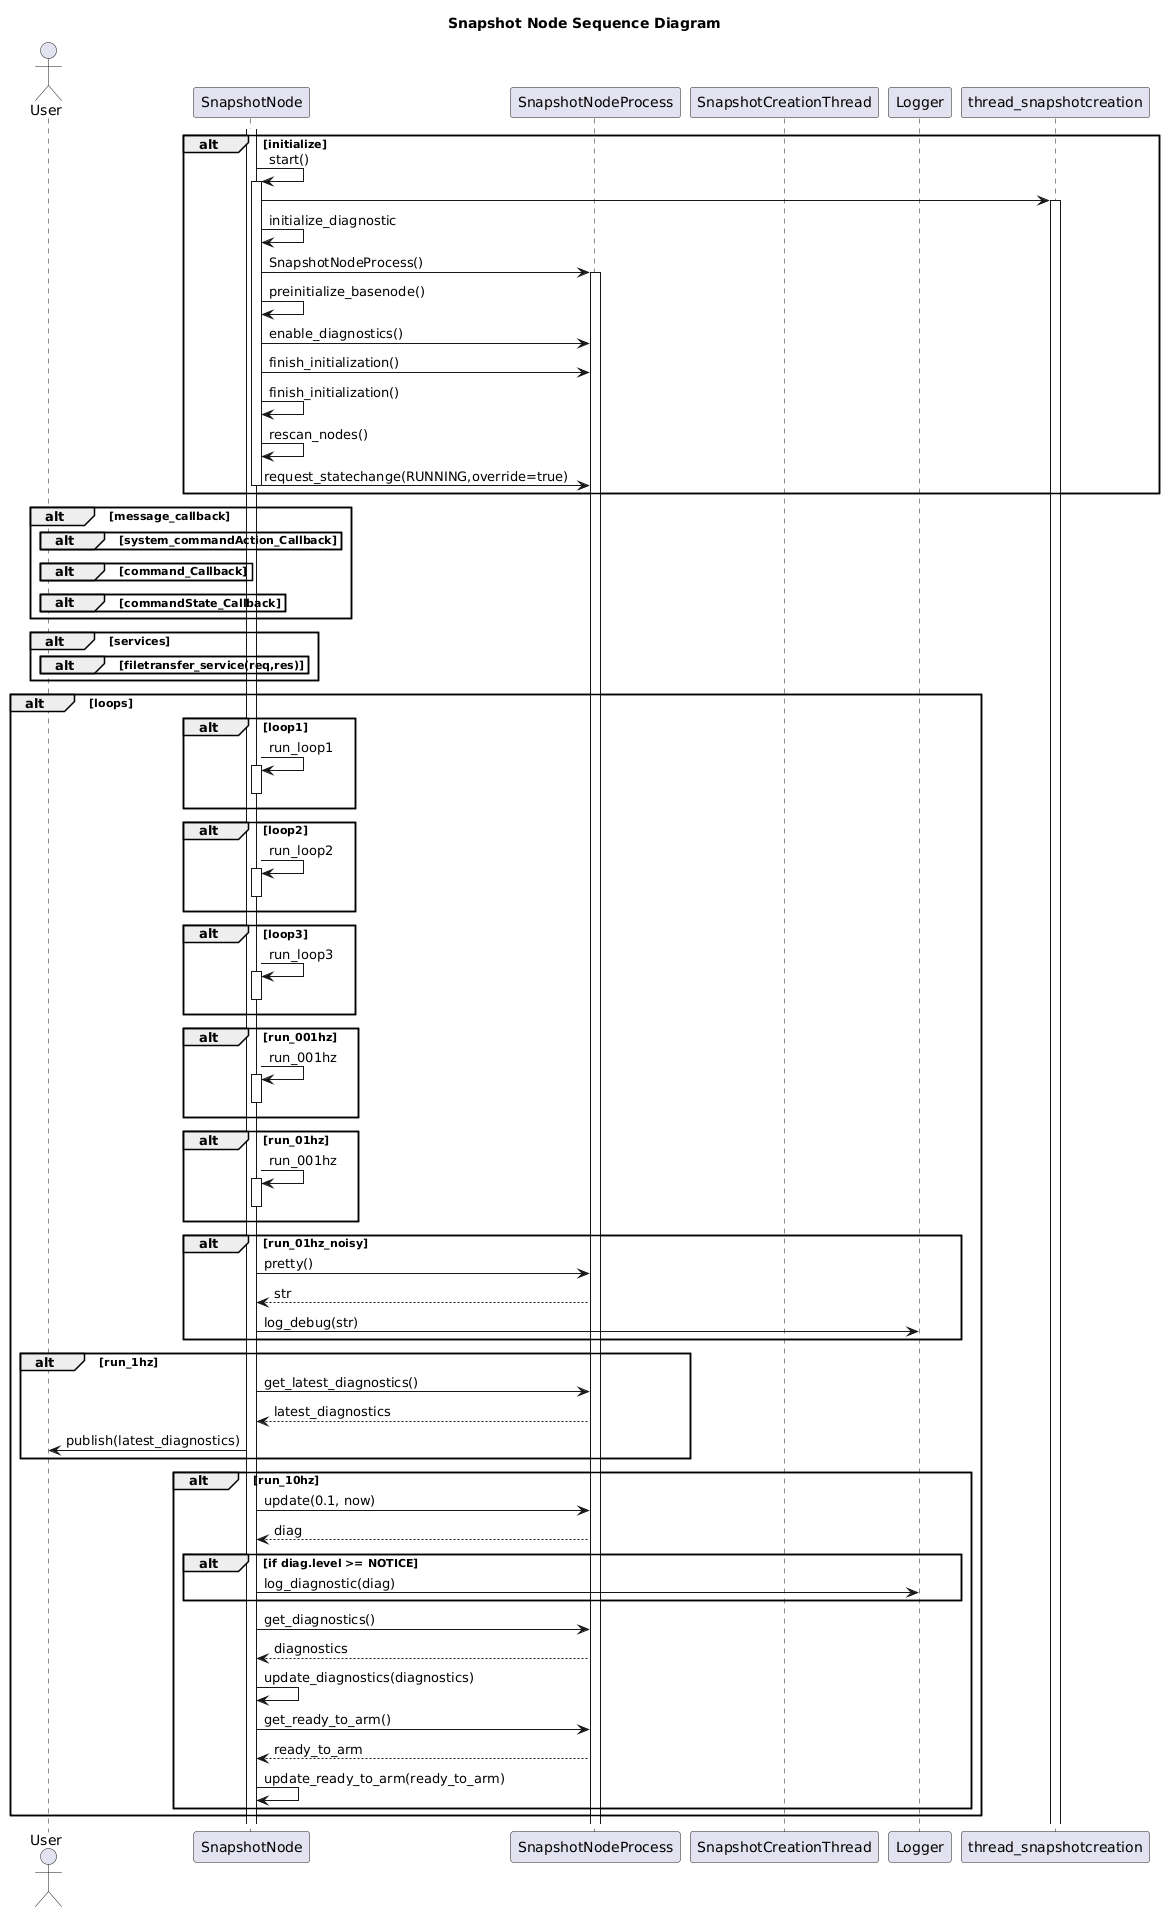 Snapshot Node Sequence Diagram
User
SnapshotNode
SnapshotNodeProcess
SnapshotCreationThread
Logger
thread_snapshotcreation
alt [initialize]
start()
initialize_diagnostic
SnapshotNodeProcess()
preinitialize_basenode()
enable_diagnostics()
finish_initialization()
finish_initialization()
rescan_nodes()
request_statechange(RUNNING,override=true)
alt [message_callback]
alt [system_commandAction_Callback]
alt [command_Callback]
alt [commandState_Callback]
alt [services]
alt [filetransfer_service(req,res)]
alt [loops]
alt [loop1]
run_loop1
alt [loop2]
run_loop2
alt [loop3]
run_loop3
alt [run_001hz]
run_001hz
alt [run_01hz]
run_001hz
alt [run_01hz_noisy]
pretty()
str
log_debug(str)
alt [run_1hz]
get_latest_diagnostics()
latest_diagnostics
publish(latest_diagnostics)
alt [run_10hz]
update(0.1, now)
diag
alt [if diag.level >= NOTICE]
log_diagnostic(diag)
get_diagnostics()
diagnostics
update_diagnostics(diagnostics)
get_ready_to_arm()
ready_to_arm
update_ready_to_arm(ready_to_arm)
User
SnapshotNode
SnapshotNodeProcess
SnapshotCreationThread
Logger
thread_snapshotcreation